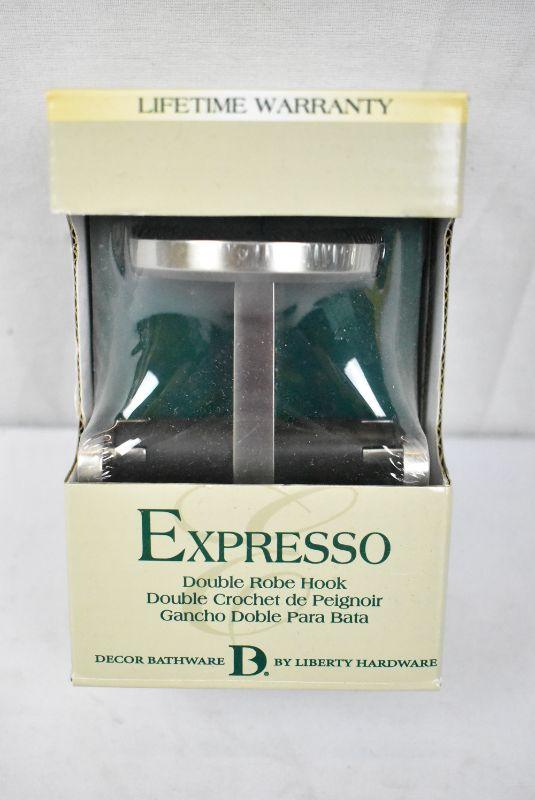 LIFETIME WARRANTY
EXPRESSO
Double Robe Hook
Double Crochet de Peignoir
Gancho Doble Para Bata
DECOR BATHWARE D. BY LIBERTY HARDWARE